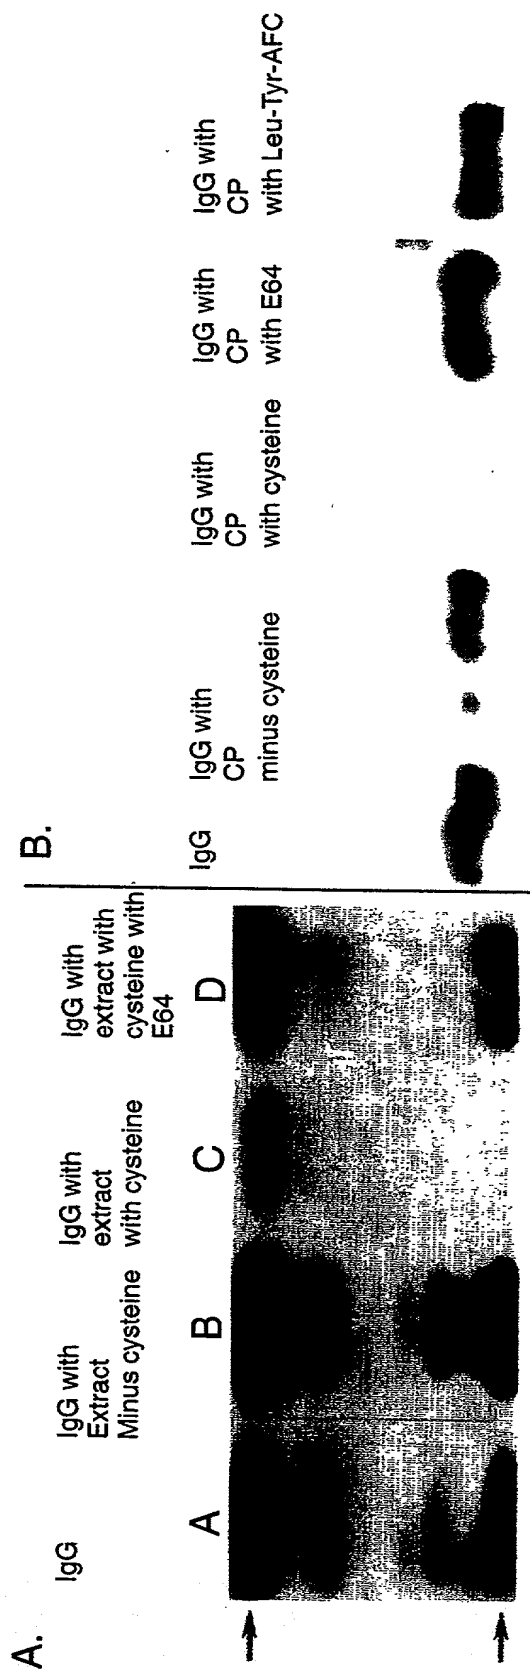 A.
IgG
IgG with
Extract
Minus cysteine
IgG with
extract
with cysteine
IgG with
extract with
cysteine with
E64
A
B
C
D
B.
IgG
IgG with
CP
minus cysteine
IgG with
CP
with cysteine
IgG with
CP
with E64
IgG with
CP
with Leu-Tyr-AFC